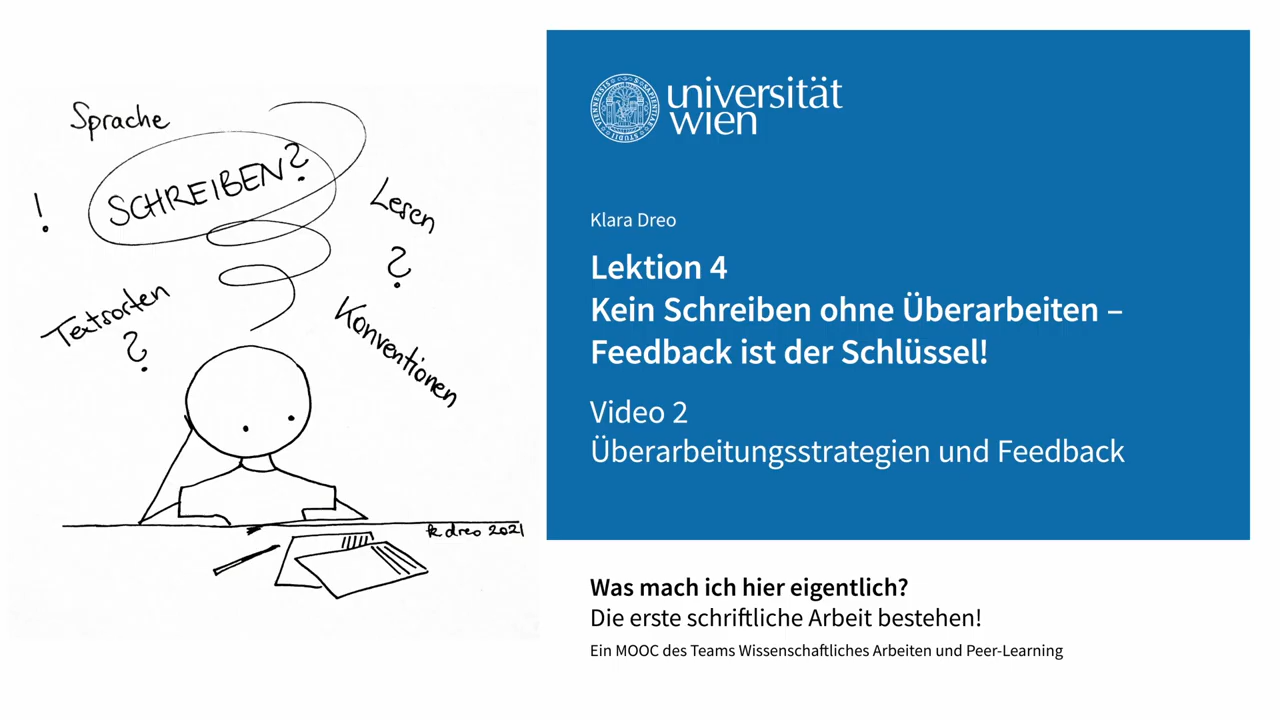 Sprache
SCHREIBEN?
!
Lesen
?
Textsorten
?
Konventionen
k dreo 2021
universität
wien
Klara Dreo
Lektion 4
Kein Schreiben ohne Überarbeiten –
Feedback ist der Schlüssel!
Video 2
Überarbeitungsstrategien und Feedback
Was mach ich hier eigentlich?
Die erste schriftliche Arbeit bestehen!
Ein MOOC des Teams Wissenschaftliches Arbeiten und Peer-Learning